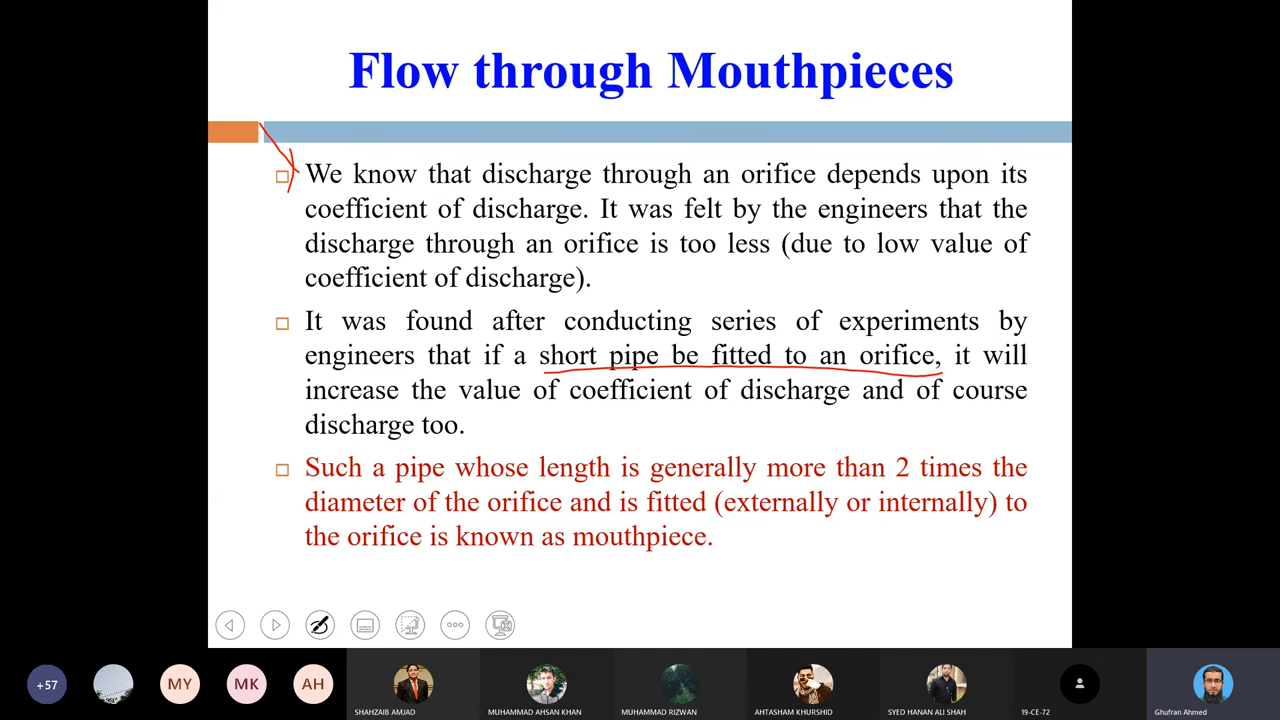 Flow through Mouthpieces
We know that discharge through an orifice depends upon its
coefficient of discharge. It was felt by the engineers that the
discharge through an orifice is too less (due to low value of
coefficient of discharge).
It was found after conducting series of experiments by
engineers that if a short pipe be fitted to an orifice, it will
increase the value of coefficient of discharge and of course
discharge too.
Such a pipe whose length is generally more than 2 times the
diameter of the orifice and is fitted (externally or internally) to
the orifice is known as mouthpiece.
+57
MY
MK
AH
SHAHZAIB AMJAD
MUHAMMAD AHSAN KHAN
MUHAMMAD RIZWAN
AHTASHAM KHURSHID
SYED HANAN ALI SHAH
19-CE-72
Ghufran Ahmed